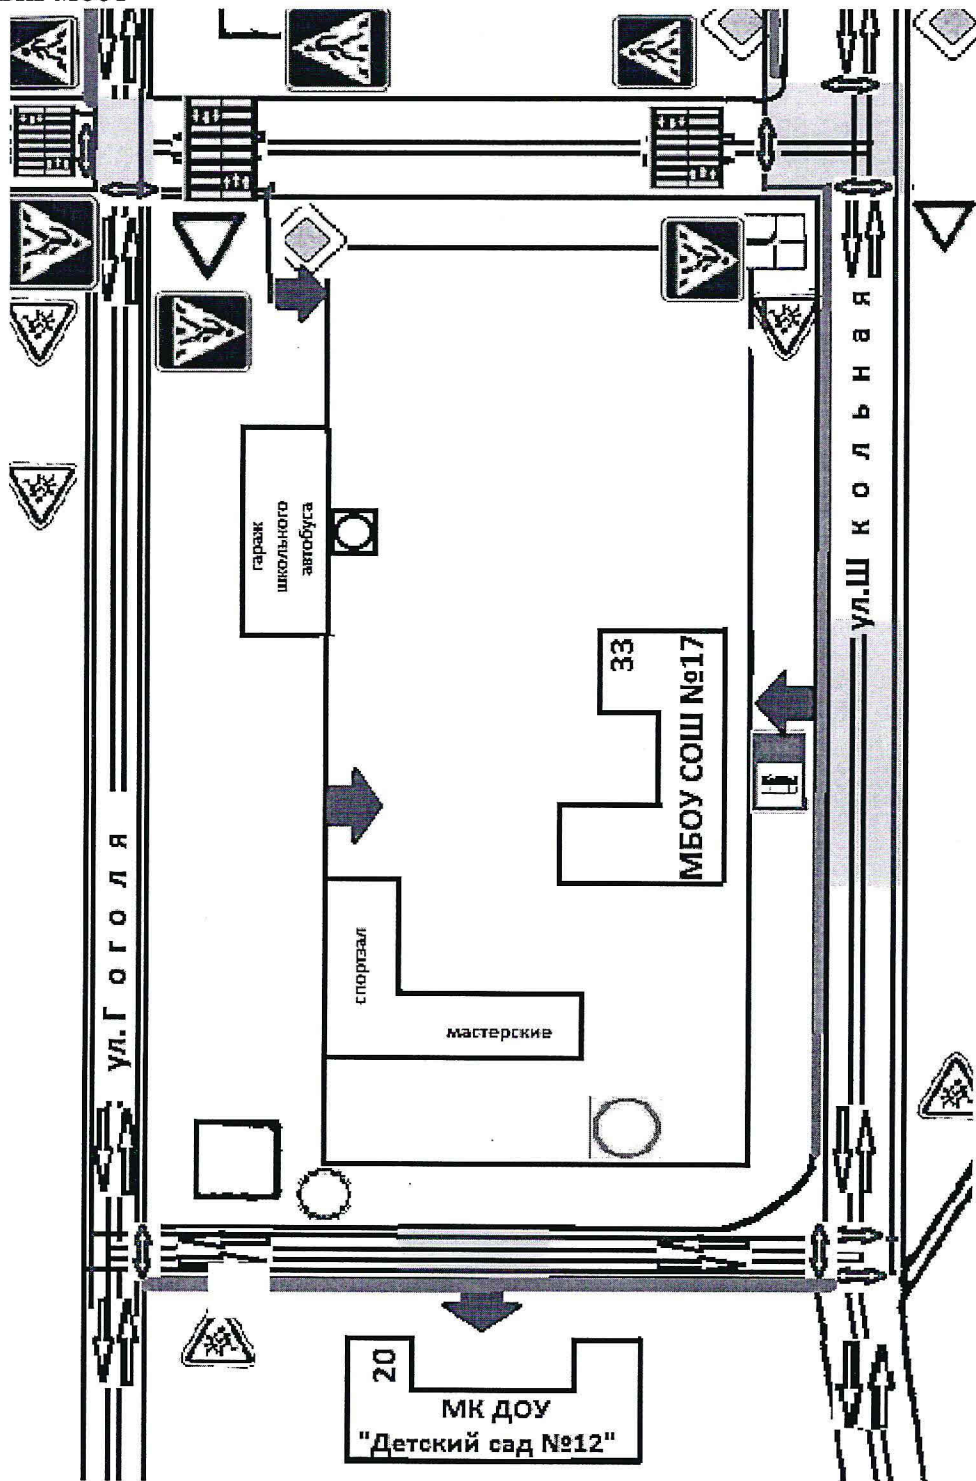 ул. Гоголя
гараж
школьного
автобуса
ул.Школьная
33
МБОУ СОШ №17
спортзал
мастерские
20
МК ДОУ
"Детский сад №12"